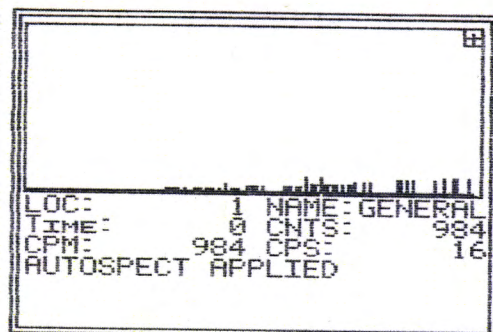 LOC: 1 NAME: GENERAL
TIME: 0 CNTS: 984
CPM: 984 CPS: 16
AUTOSPECT APPLIED